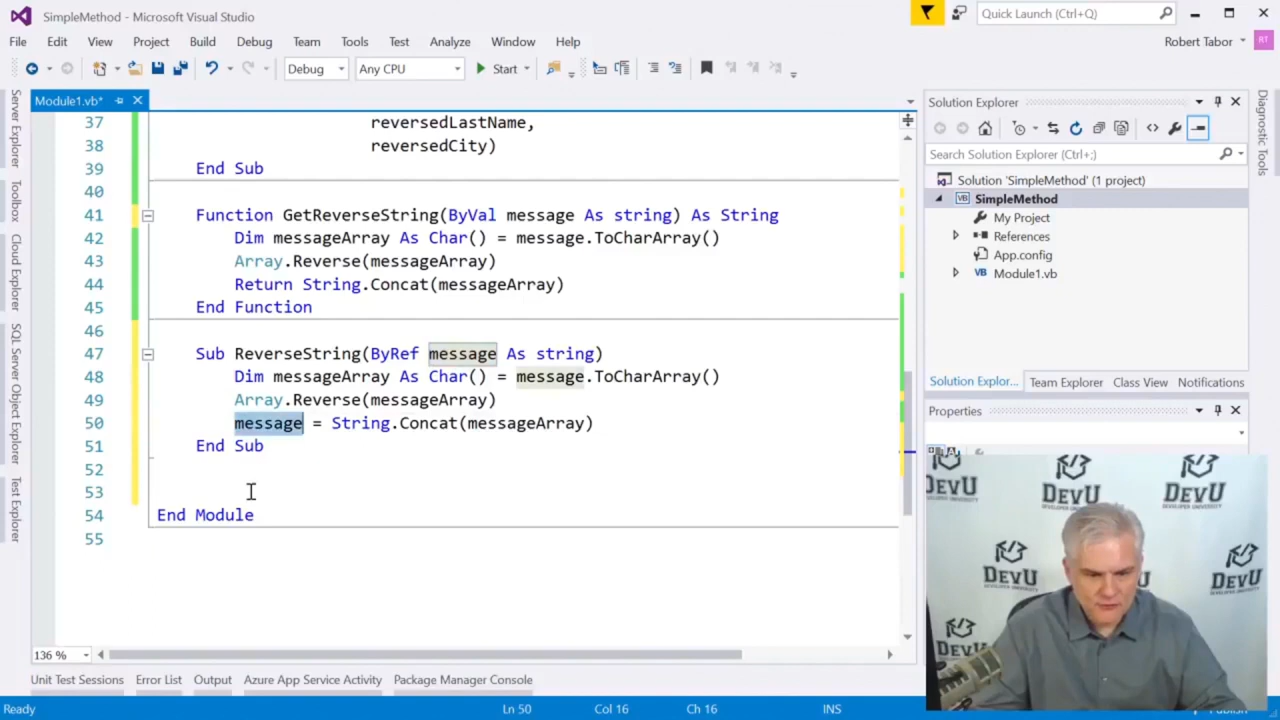 SimpleMethod - Microsoft Visual Studio
Quick Launch (Ctrl+Q)
File Edit View Project Build Debug Team Tools Test Analyze Window Help
Robert Tabor RT
Debug Any CPU Start
Module1.vb*
37 reversedLastName,
38 reversedCity)
39 End Sub
40
41 Function GetReverseString(ByVal message As string) As String
42 Dim messageArray As Char() = message.ToCharArray()
43 Array.Reverse(messageArray)
44 Return String.Concat(messageArray)
45 End Function
46
47 Sub ReverseString(ByRef message As string)
48 Dim messageArray As Char() = message.ToCharArray()
49 Array.Reverse(messageArray)
50 message = String.Concat(messageArray)
51 End Sub
52
53
54 End Module
55
136 %
Server Explorer
Toolbox
Cloud Explorer
SQL Server Object Explorer
Test Explorer
Solution Explorer
Search Solution Explorer (Ctrl+;)
Solution 'SimpleMethod' (1 project)
VB SimpleMethod
My Project
References
App.config
VB Module1.vb
Solution Explor... Team Explorer Class View Notifications
Properties
Diagnostic Tools
DevU
DEVELOPER UNIVERSITY
DevU
DEVELOPER UNIVERSITY
DevU
DEVELOPER UNIVERSITY
DevU
DevU
Unit Test Sessions Error List Output Azure App Service Activity Package Manager Console
Ready Ln 50 Col 16 Ch 16 INS Publish